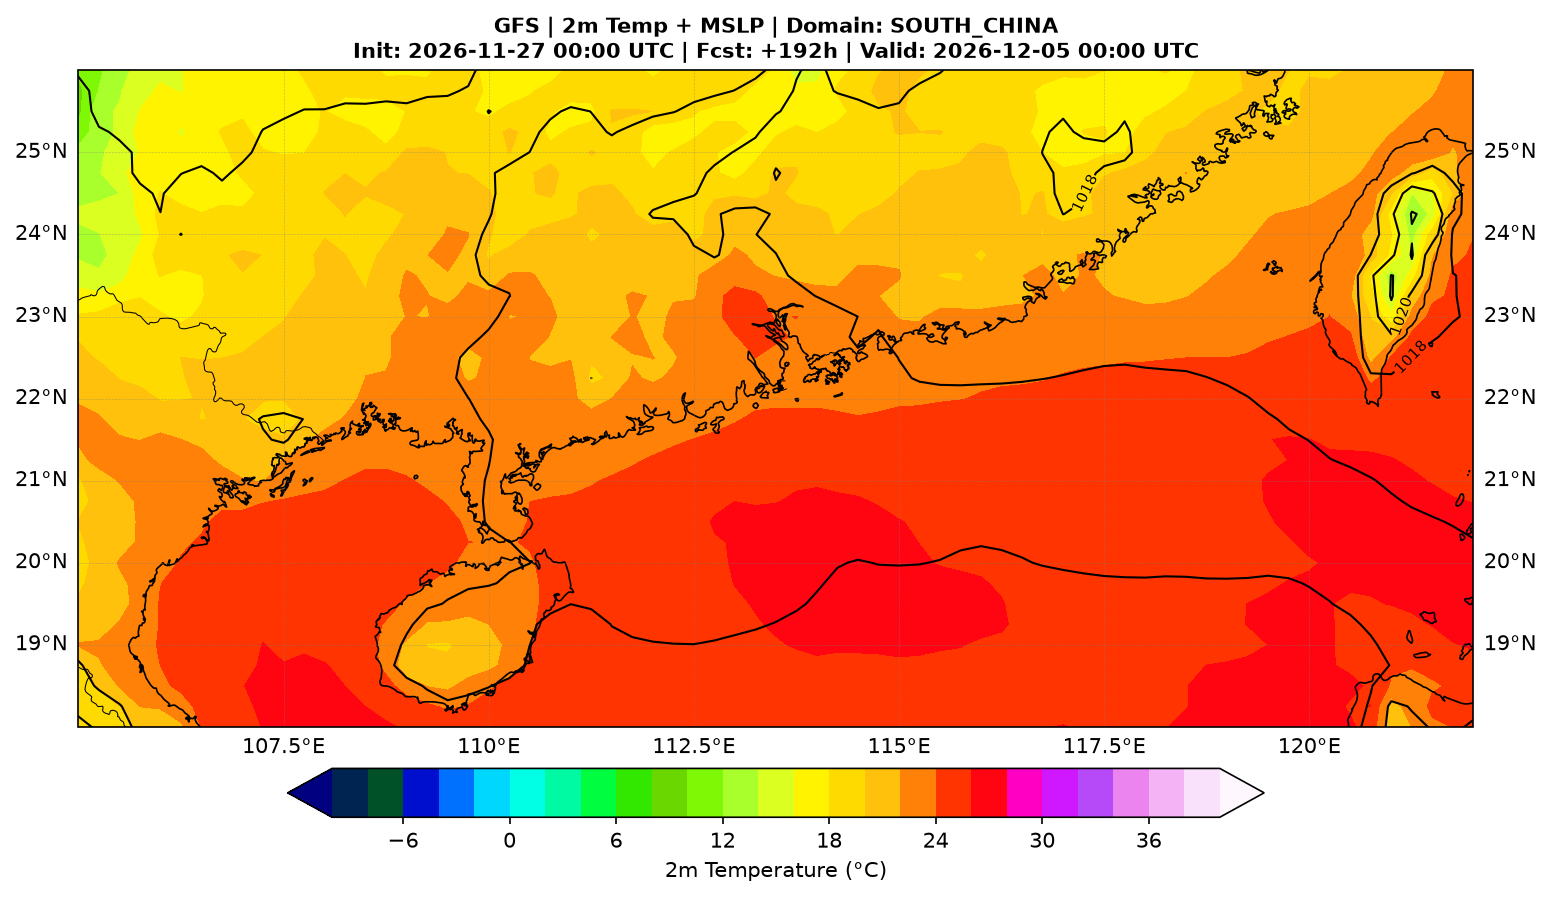 GFS | 2m Temp + MSLP | Domain: SOUTH_CHINA
Init: 2026-11-27 00:00 UTC | Fcst: +192h | Valid: 2026-12-05 00:00 UTC
25°N 25°N
24°N 24°N
23°N 23°N
22°N 22°N
21°N 21°N
20°N 20°N
19°N 19°N
1018
1020
1018
107.5°E 110°E 112.5°E 115°E 117.5°E 120°E
−6 0 6 12 18 24 30 36
2m Temperature (°C)